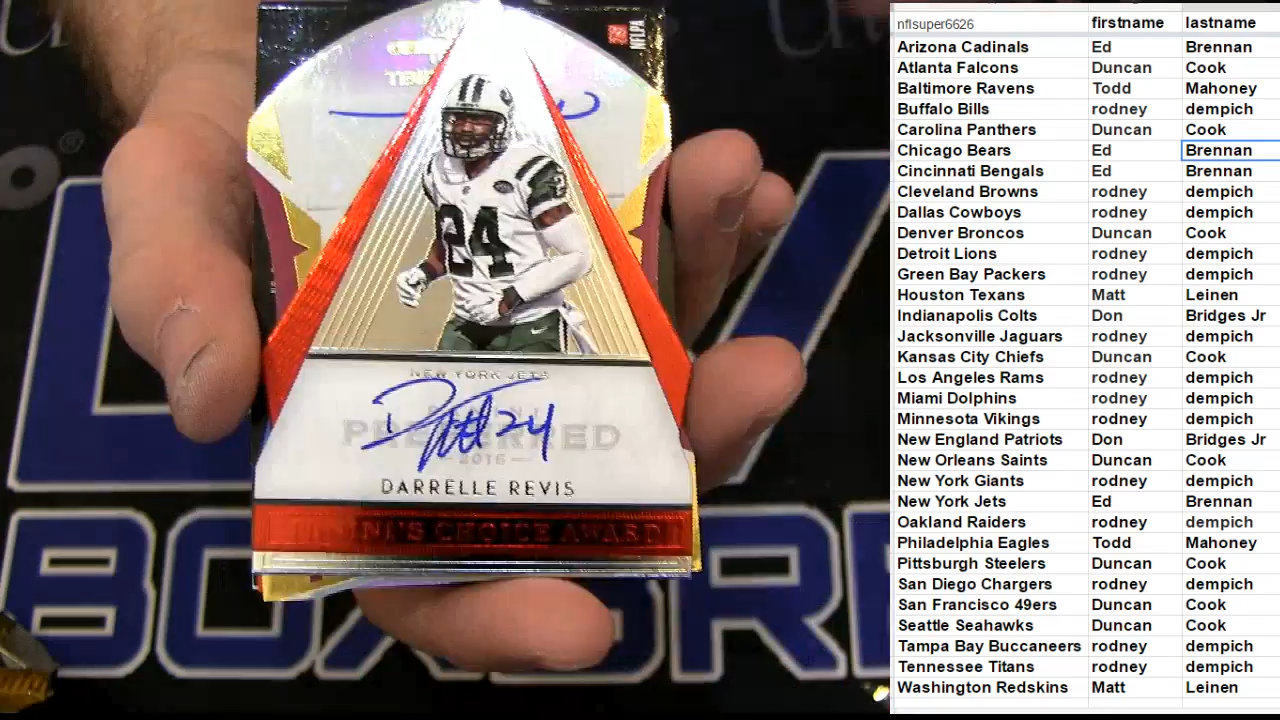 NFLPA
24
NEW YORK JETS
PREFERRED
2016
24
DARRELLE REVIS
PANINI'S CHOICE AWARD
BOX
nflsuper6626 firstname lastname
Arizona Cadinals Ed Brennan
Atlanta Falcons Duncan Cook
Baltimore Ravens Todd Mahoney
Buffalo Bills rodney dempich
Carolina Panthers Duncan Cook
Chicago Bears Ed Brennan
Cincinnati Bengals Ed Brennan
Cleveland Browns rodney dempich
Dallas Cowboys rodney dempich
Denver Broncos Duncan Cook
Detroit Lions rodney dempich
Green Bay Packers rodney dempich
Houston Texans Matt Leinen
Indianapolis Colts Don Bridges Jr
Jacksonville Jaguars rodney dempich
Kansas City Chiefs Duncan Cook
Los Angeles Rams rodney dempich
Miami Dolphins rodney dempich
Minnesota Vikings rodney dempich
New England Patriots Don Bridges Jr
New Orleans Saints Duncan Cook
New York Giants rodney dempich
New York Jets Ed Brennan
Oakland Raiders rodney dempich
Philadelphia Eagles Todd Mahoney
Pittsburgh Steelers Duncan Cook
San Diego Chargers rodney dempich
San Francisco 49ers Duncan Cook
Seattle Seahawks Duncan Cook
Tampa Bay Buccaneers rodney dempich
Tennessee Titans rodney dempich
Washington Redskins Matt Leinen